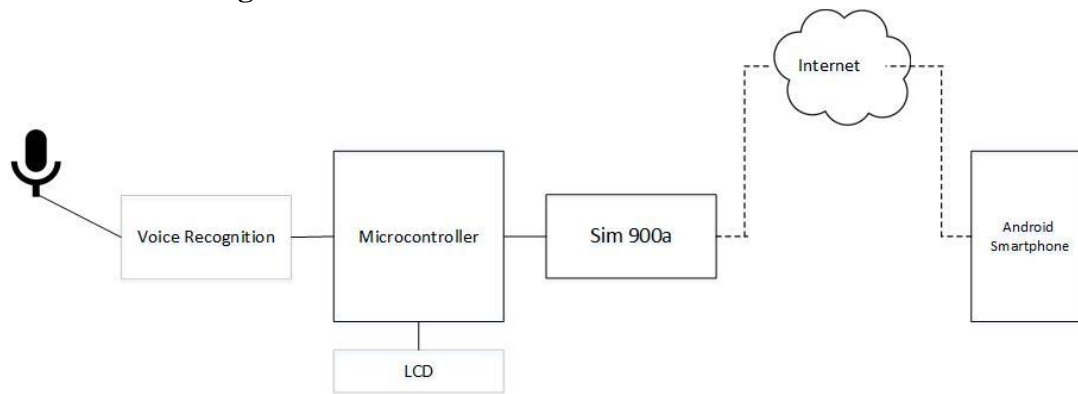 Internet
Voice Recognition
Microcontroller
Sim 900a
Android
Smartphone
LCD